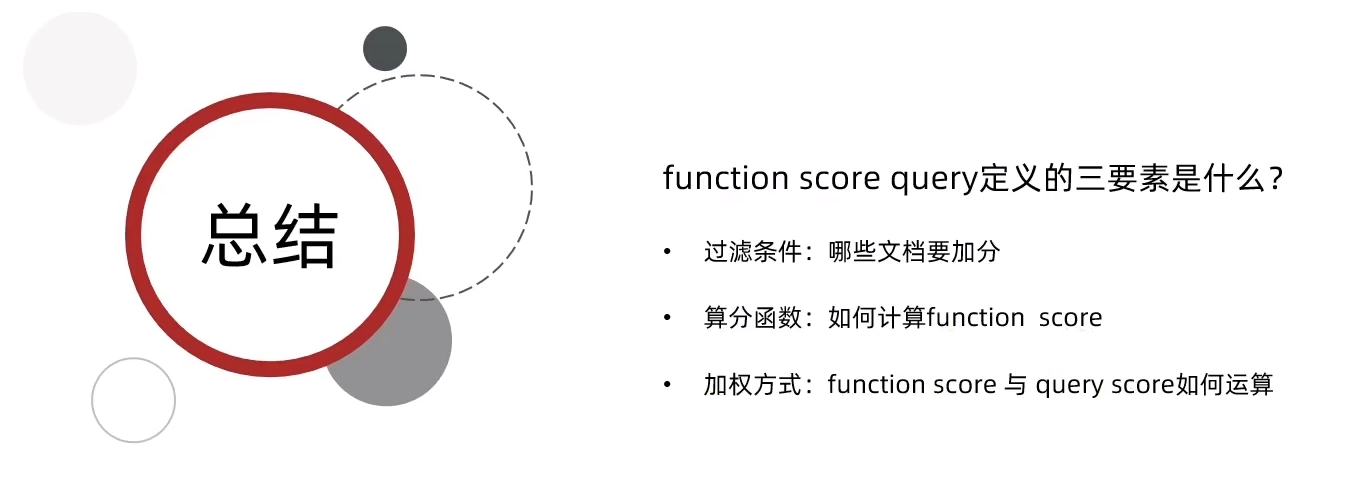 总结
function score query定义的三要素是什么？
• 过滤条件：哪些文档要加分
• 算分函数：如何计算function score
• 加权方式：function score 与 query score如何运算